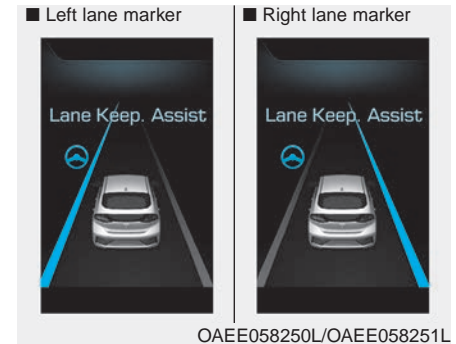 ■ Left lane marker
■ Right lane marker
Lane Keep. Assist
Lane Keep. Assist
OAEE058250L/OAEE058251L